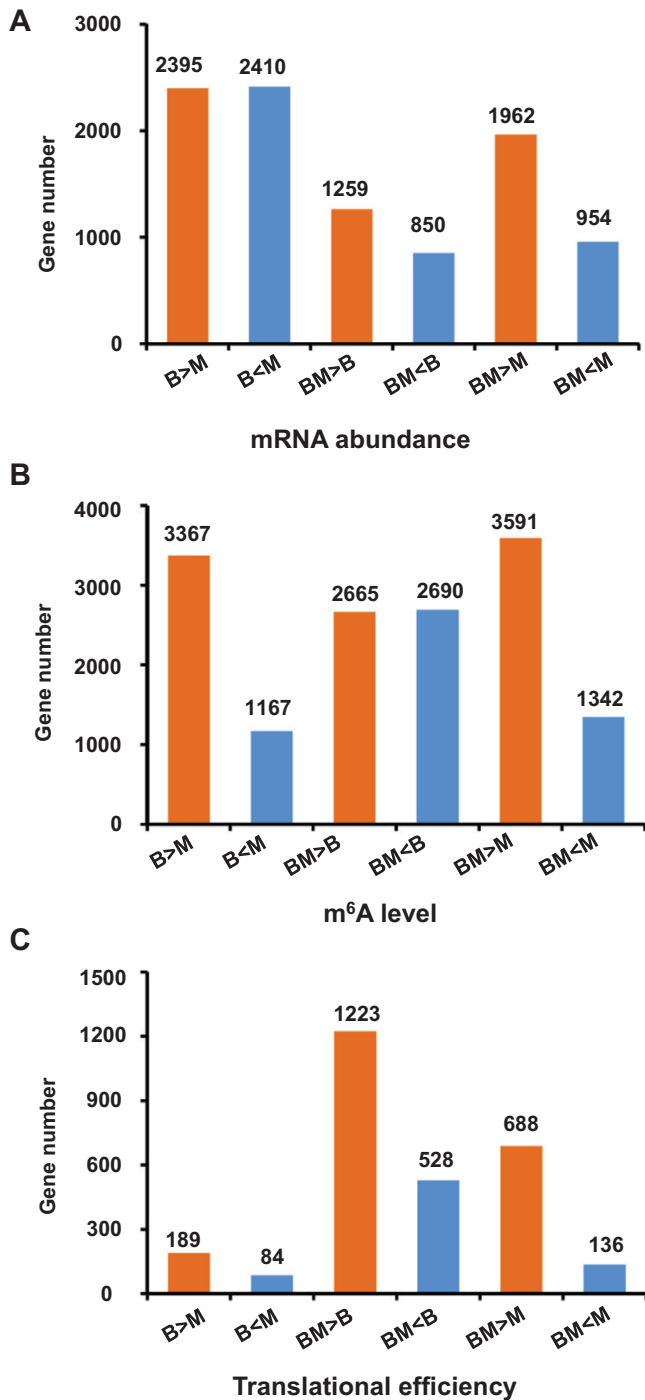 A
Gene number
3000
2000
1000
0
2395
2410
1259
850
1962
954
B>M
B<M
BM>B
BM<B
BM>M
BM<M
mRNA abundance
B
Gene number
4000
3000
2000
1000
0
3367
1167
2665
2690
3591
1342
B>M
B<M
BM>B
BM<B
BM>M
BM<M
m⁶A level
C
Gene number
1500
1200
900
600
300
0
189
84
1223
528
688
136
B>M
B<M
BM>B
BM<B
BM>M
BM<M
Translational efficiency